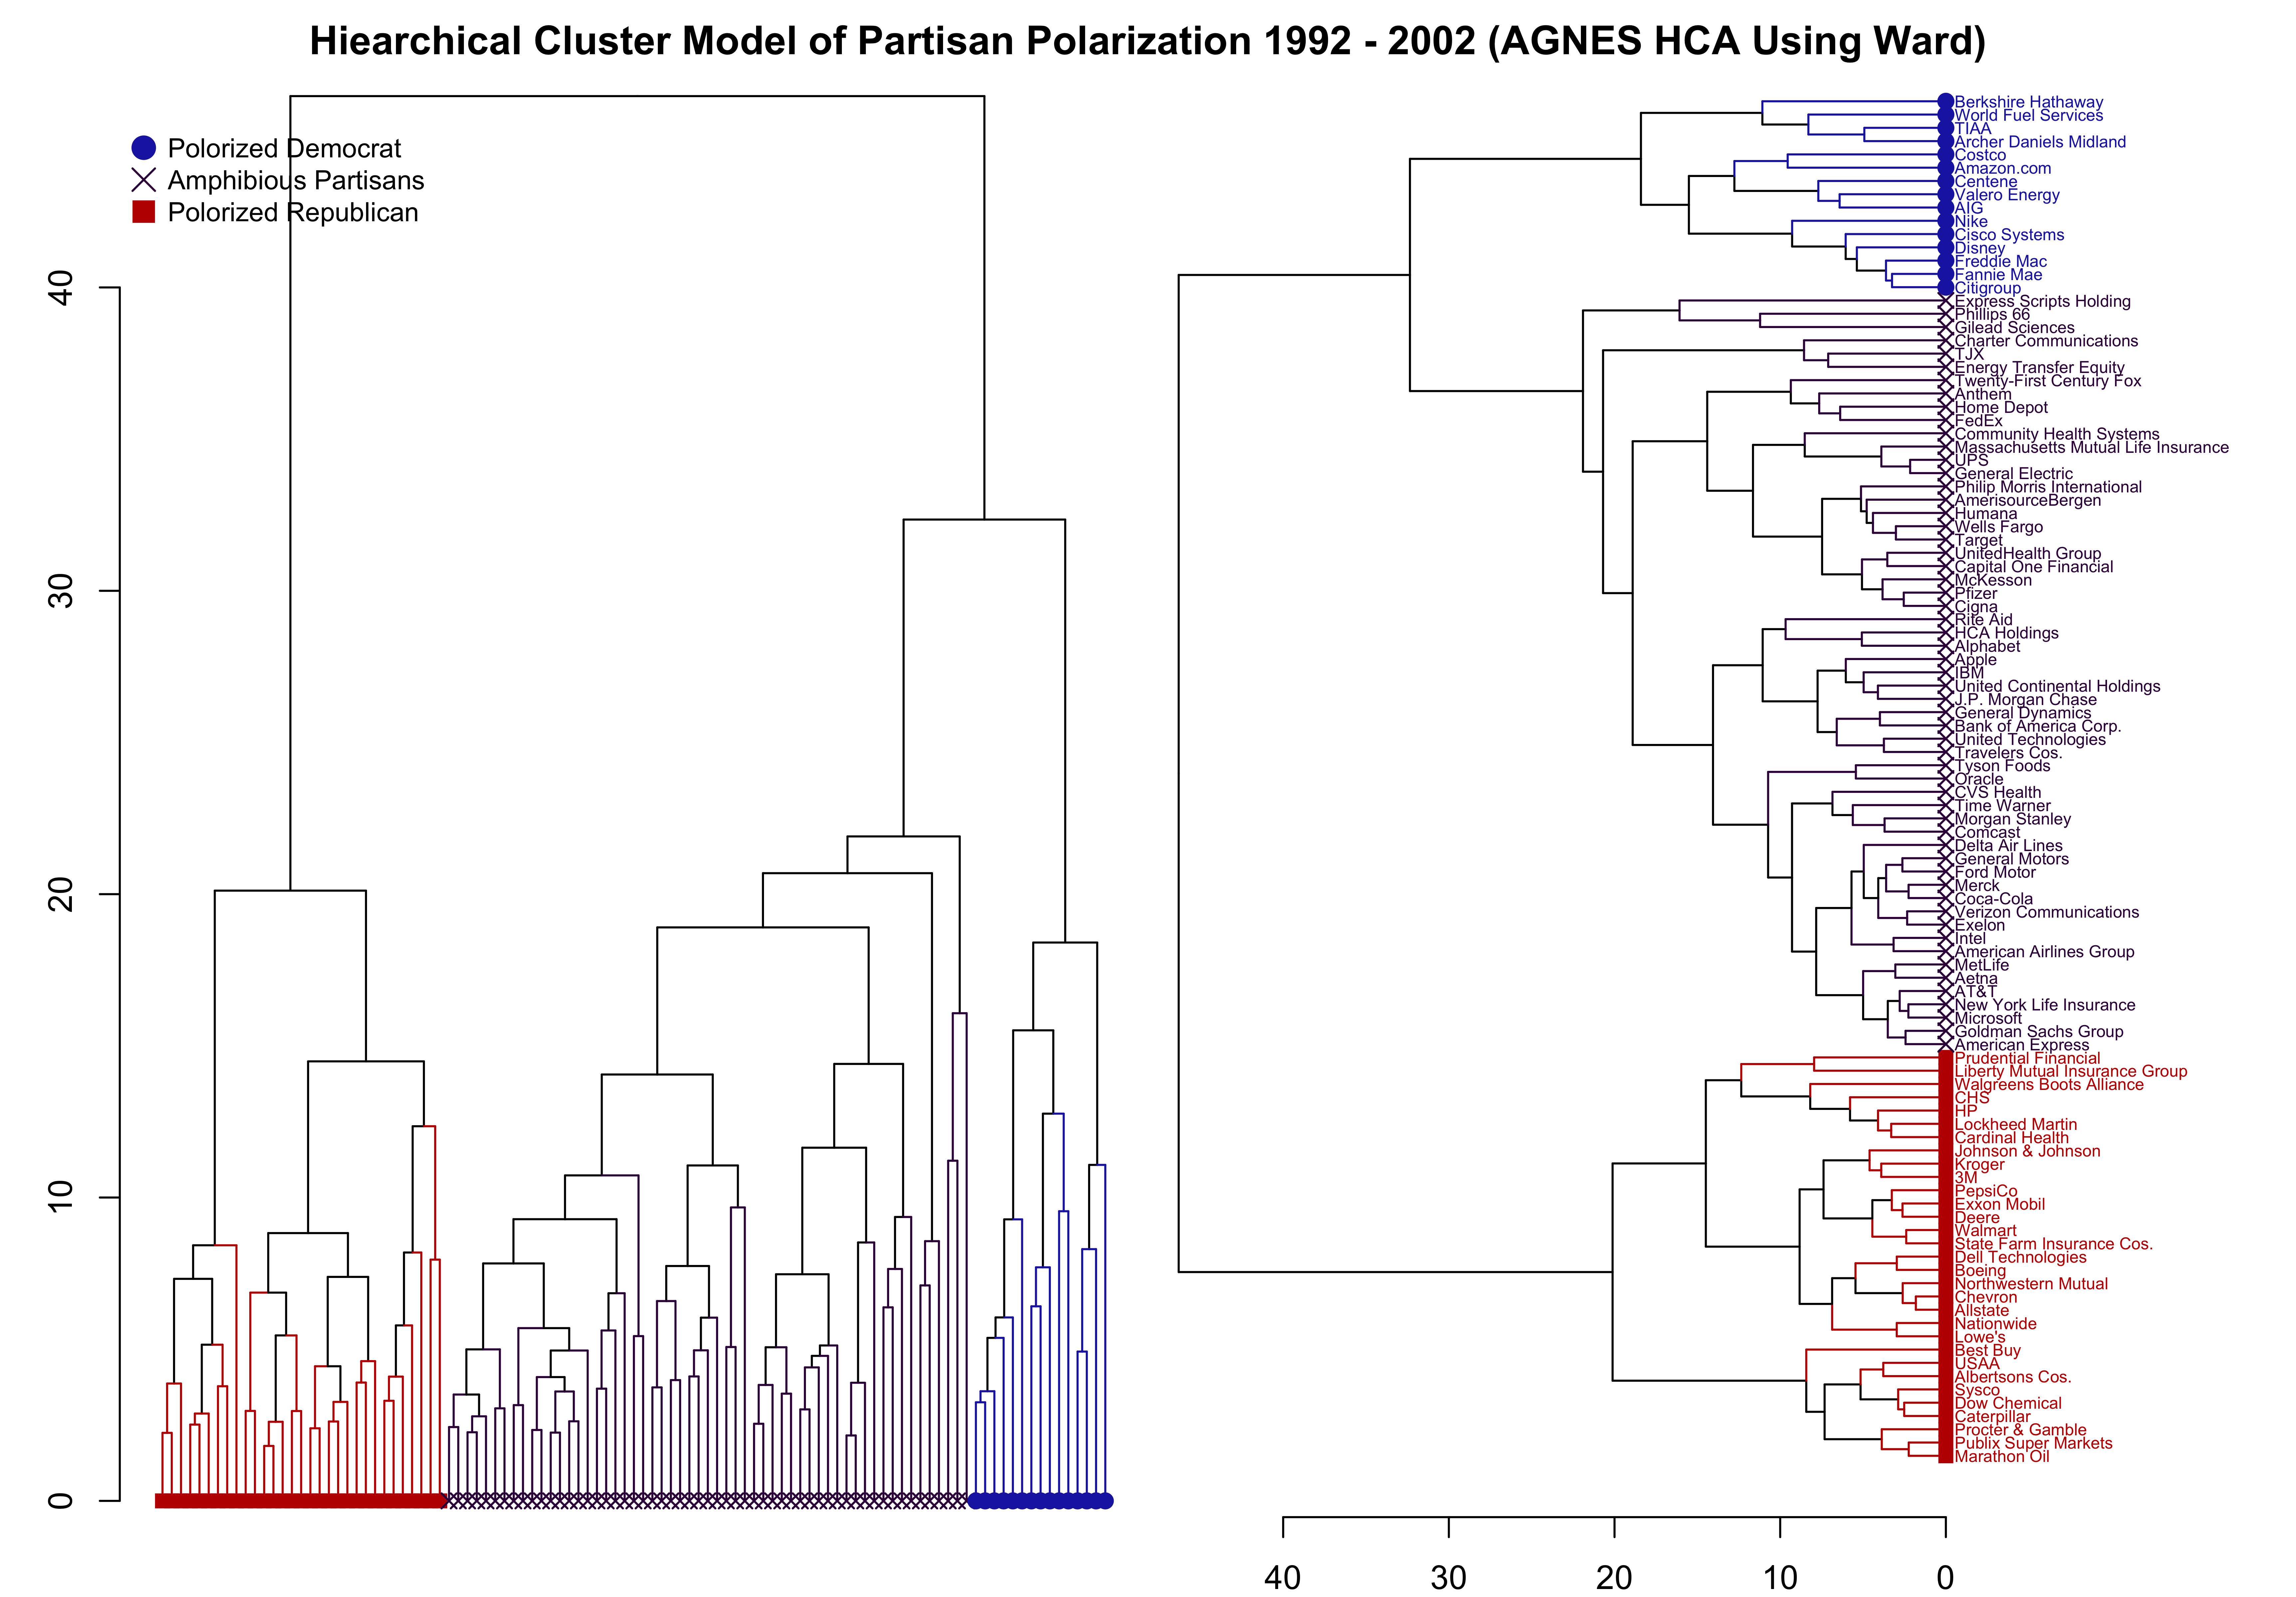 Hiearchical Cluster Model of Partisan Polarization 1992 - 2002 (AGNES HCA Using Ward)
Polorized Democrat
Amphibious Partisans
Polorized Republican
40
30
20
10
0
Berkshire Hathaway
World Fuel Services
TIAA
Archer Daniels Midland
Costco
Amazon.com
Centene
Valero Energy
AIG
Nike
Cisco Systems
Disney
Freddie Mac
Fannie Mae
Citigroup
Express Scripts Holding
Phillips 66
Gilead Sciences
Charter Communications
TJX
Energy Transfer Equity
Twenty-First Century Fox
Anthem
Home Depot
FedEx
Community Health Systems
Massachusetts Mutual Life Insurance
UPS
General Electric
Philip Morris International
AmerisourceBergen
Humana
Wells Fargo
Target
UnitedHealth Group
Capital One Financial
McKesson
Pfizer
Cigna
Rite Aid
HCA Holdings
Alphabet
Apple
IBM
United Continental Holdings
J.P. Morgan Chase
General Dynamics
Bank of America Corp.
United Technologies
Travelers Cos.
Tyson Foods
Oracle
CVS Health
Time Warner
Morgan Stanley
Comcast
Delta Air Lines
General Motors
Ford Motor
Merck
Coca-Cola
Verizon Communications
Exelon
Intel
American Airlines Group
MetLife
Aetna
AT&T
New York Life Insurance
Microsoft
Goldman Sachs Group
American Express
Prudential Financial
Liberty Mutual Insurance Group
Walgreens Boots Alliance
CHS
HP
Lockheed Martin
Cardinal Health
Johnson & Johnson
Kroger
3M
PepsiCo
Exxon Mobil
Deere
Walmart
State Farm Insurance Cos.
Dell Technologies
Boeing
Northwestern Mutual
Chevron
Allstate
Nationwide
Lowe's
Best Buy
USAA
Albertsons Cos.
Sysco
Dow Chemical
Caterpillar
Procter & Gamble
Publix Super Markets
Marathon Oil
40 30 20 10 0